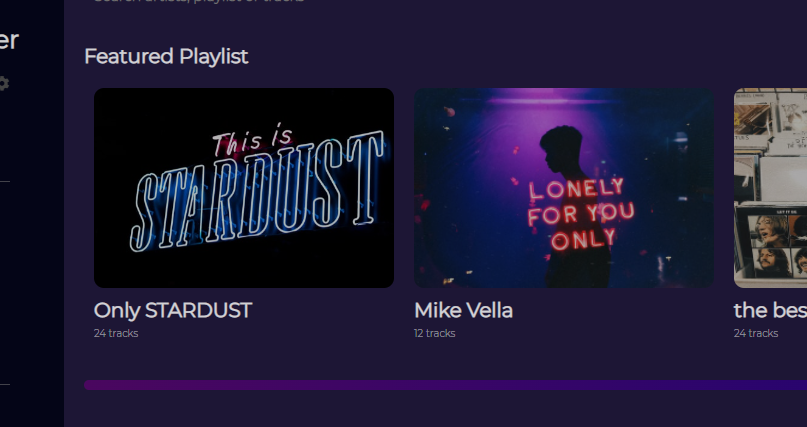 er
Featured Playlist
This is
STARDUST
LONELY
FOR YOU
ONLY
Only STARDUST
24 tracks
Mike Vella
12 tracks
the bes
24 tracks